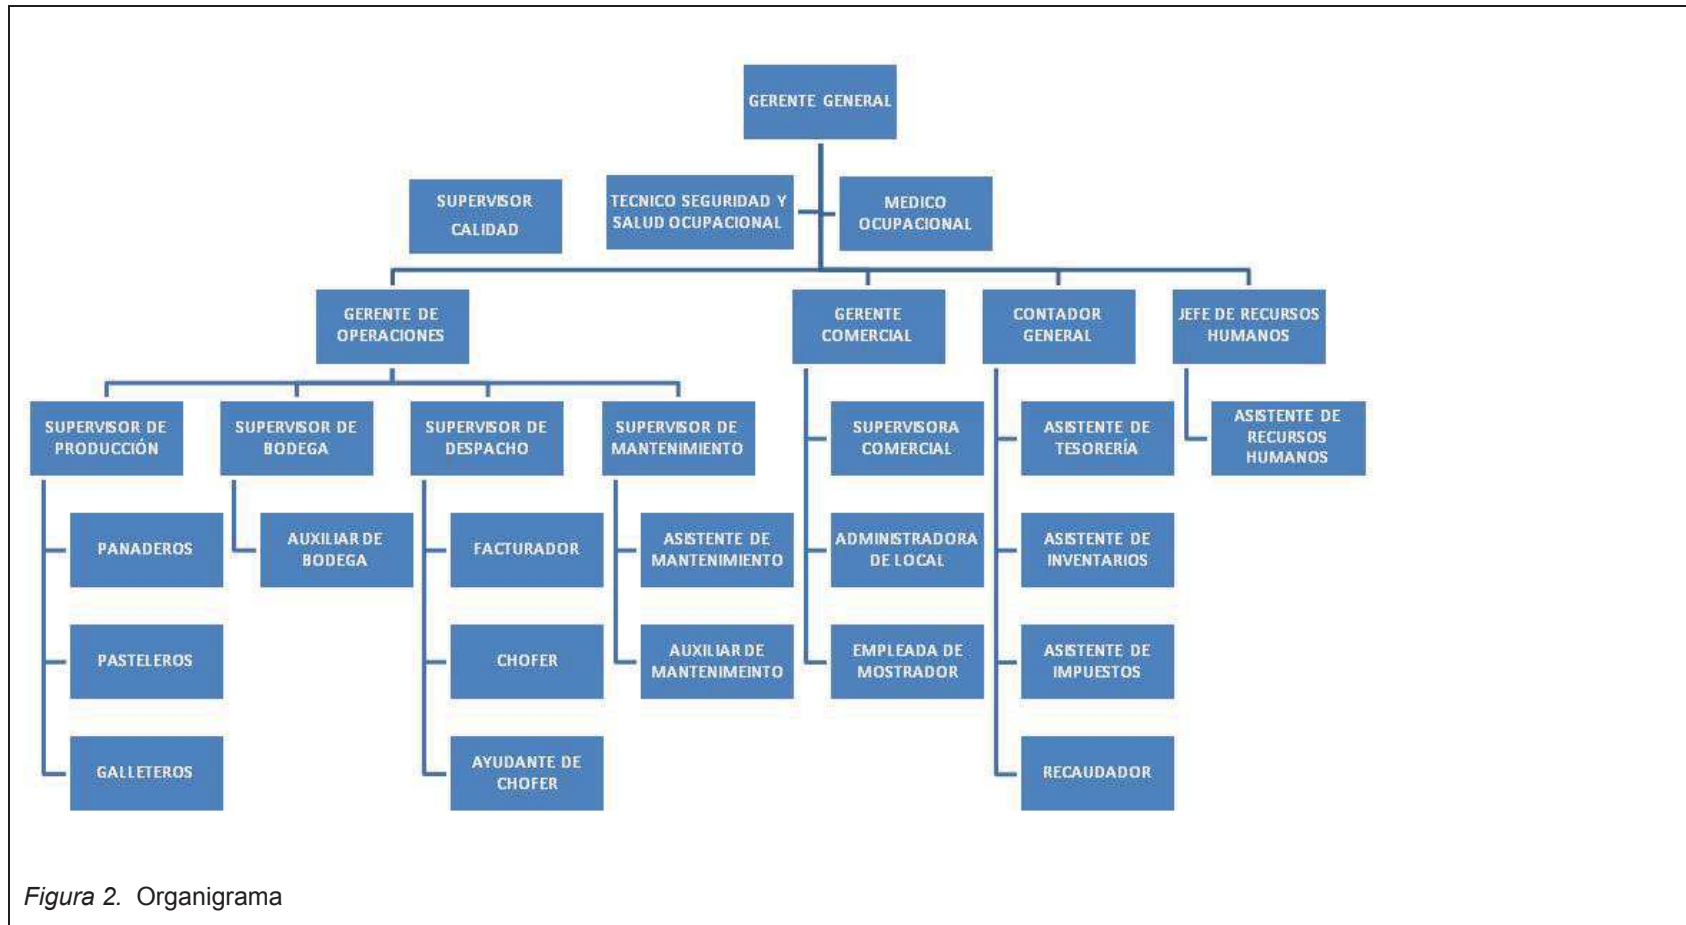 GERENTE GENERAL
SUPERVISOR
CALIDAD
TECNICO SEGURIDAD Y
SALUD OCUPACIONAL
MEDICO
OCUPACIONAL
GERENTE DE
OPERACIONES
GERENTE
COMERCIAL
CONTADOR
GENERAL
JEFE DE RECURSOS
HUMANOS
SUPERVISOR DE
PRODUCCIÓN
SUPERVISOR DE
BODEGA
SUPERVISOR DE
DESPACHO
SUPERVISOR DE
MANTENIMIENTO
SUPERVISORA
COMERCIAL
ASISTENTE DE
TESORERÍA
ASISTENTE DE
RECURSOS
HUMANOS
PANADEROS
AUXILIAR DE
BODEGA
FACTURADOR
ASISTENTE DE
MANTENIMIENTO
ADMINISTRADORA
DE LOCAL
ASISTENTE DE
INVENTARIOS
PASTELEROS
CHOFER
AUXILIAR DE
MANTENIMEINTO
EMPLEADA DE
MOSTRADOR
ASISTENTE DE
IMPUESTOS
GALLETEROS
AYUDANTE DE
CHOFER
RECAUDADOR
Figura 2. Organigrama